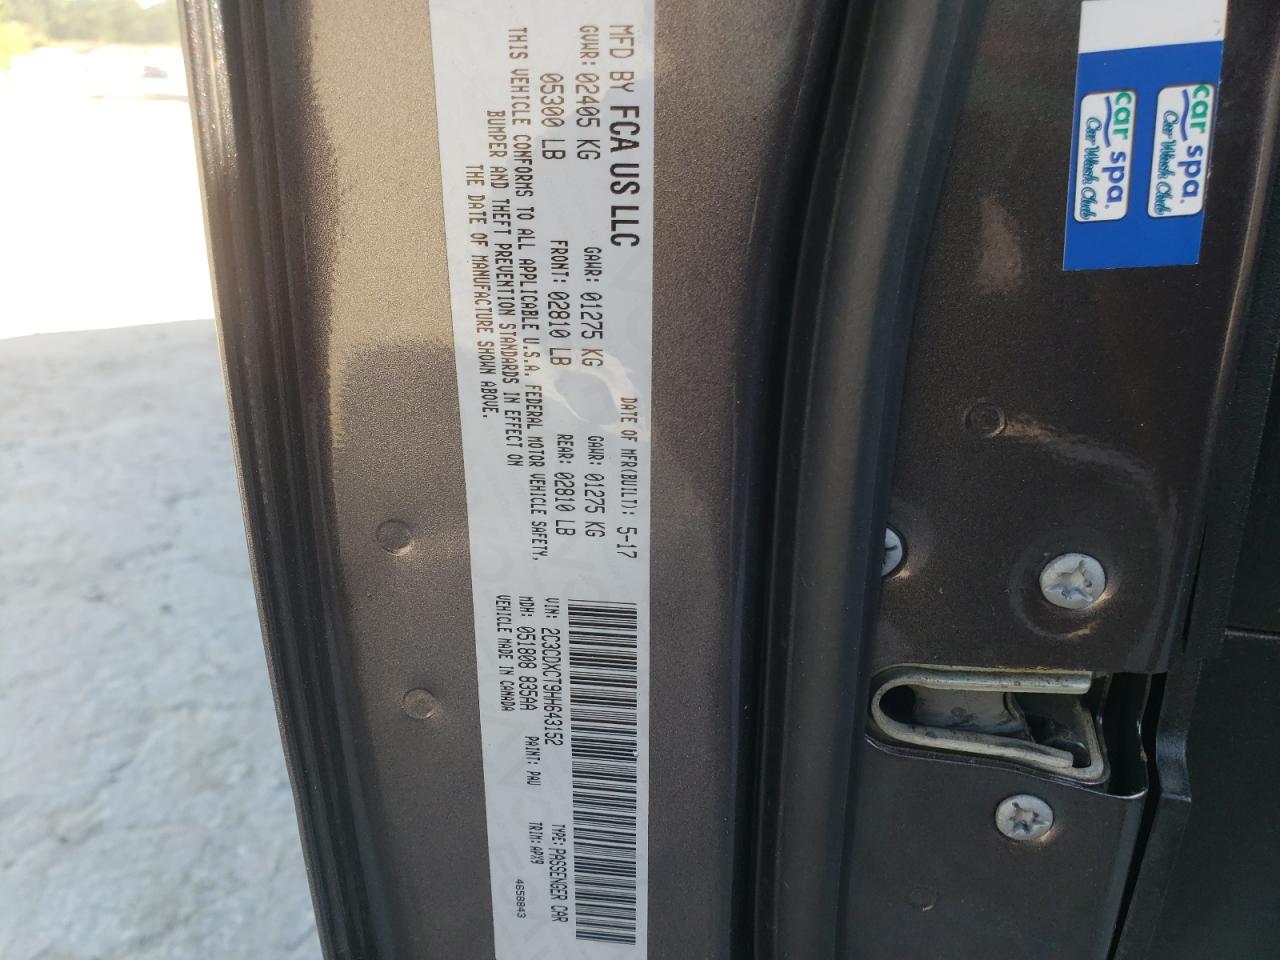 MFD BY FCA US LLC
DATE OF MFR(BUILT): 5-17
GVWR: 02405 KG
GAWR: 01275 KG
GAWR: 01275 KG
05300 LB
FRONT: 02810 LB
REAR: 02810 LB
THIS VEHICLE CONFORMS TO ALL APPLICABLE U.S.A. FEDERAL MOTOR VEHICLE SAFETY,
BUMPER AND THEFT PREVENTION STANDARDS IN EFFECT ON
THE DATE OF MANUFACTURE SHOWN ABOVE.
VIN: 2C3CDXCT9HH643152
TYPE: PASSENGER CAR
MDH: 051808 835AA
PAINT: PAU
TRIM: APX9
VEHICLE MADE IN CANADA
4658843
car spa.
Car Wash Club
car spa.
Car Wash Club